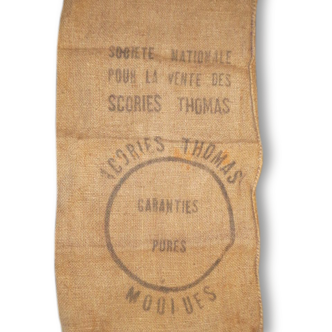 SOCIETE NATIONALE
POUR LA VENTE DES
SCORIES THOMAS
SCORIES THOMAS
GARANTIES
PURES
MOULUES